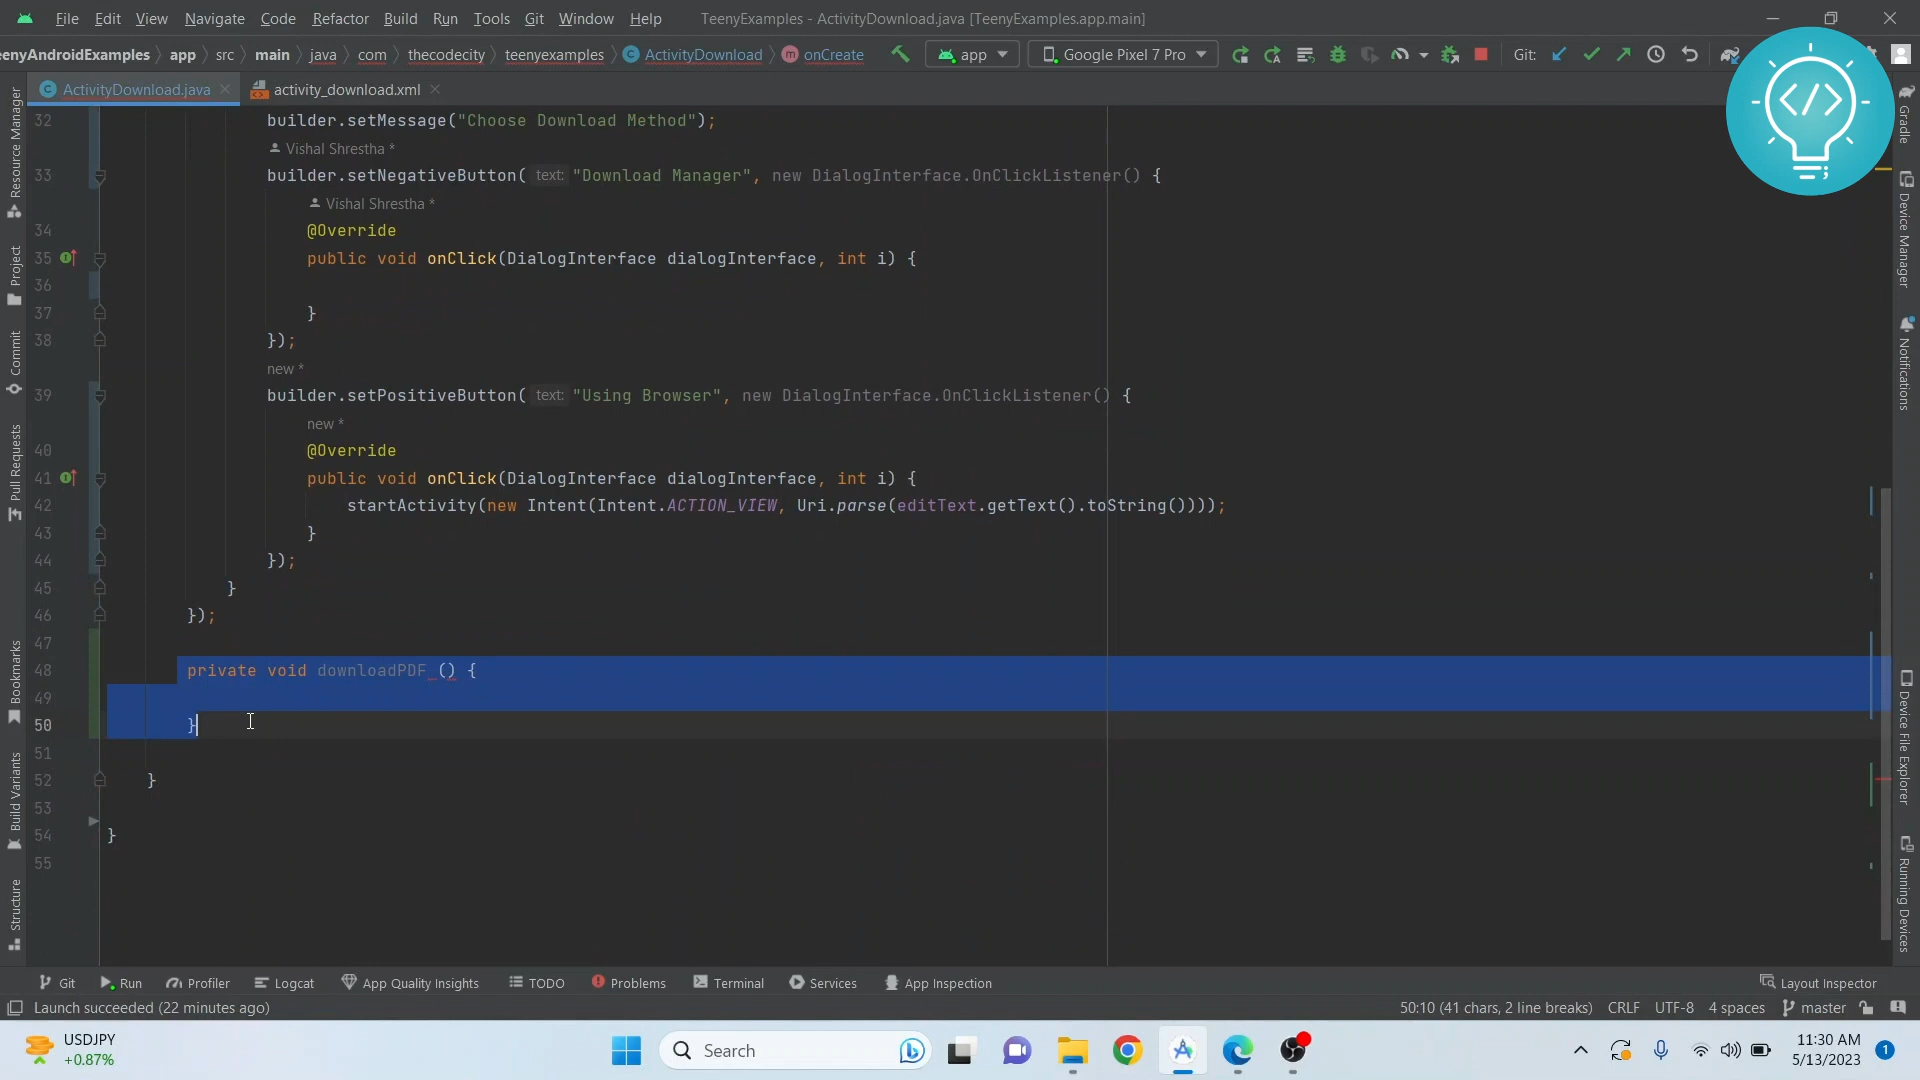 File Edit View Navigate Code Refactor Build Run Tools Git Window Help TeenyExamples - ActivityDownload.java [TeenyExamples.app.main]
eenyAndroidExamples app src main java com thecodecity teenyexamples C ActivityDownload m onCreate app Google Pixel 7 Pro Git:
C ActivityDownload.java activity_download.xml
32 builder.setMessage("Choose Download Method");
Vishal Shrestha *
33 builder.setNegativeButton( text: "Download Manager", new DialogInterface.OnClickListener() {
Vishal Shrestha *
34 @Override
35 public void onClick(DialogInterface dialogInterface, int i) {
36
37 }
38 });
new *
39 builder.setPositiveButton( text: "Using Browser", new DialogInterface.OnClickListener() {
new *
40 @Override
41 public void onClick(DialogInterface dialogInterface, int i) {
42 startActivity(new Intent(Intent.ACTION_VIEW, Uri.parse(editText.getText().toString())));
43 }
44 });
45 }
46 });
47
48 private void downloadPDF () {
49
50 }
51
52 }
53
54 }
55
Resource Manager
Project
Commit
Pull Requests
Bookmarks
Build Variants
Structure
</>
Gradle
Device Manager
Notifications
Device File Explorer
Running Devices
Git Run Profiler Logcat App Quality Insights TODO Problems Terminal Services App Inspection Layout Inspector
Launch succeeded (22 minutes ago) 50:10 (41 chars, 2 line breaks) CRLF UTF-8 4 spaces master
USDJPY
+0.87%
Search
11:30 AM
5/13/2023
1